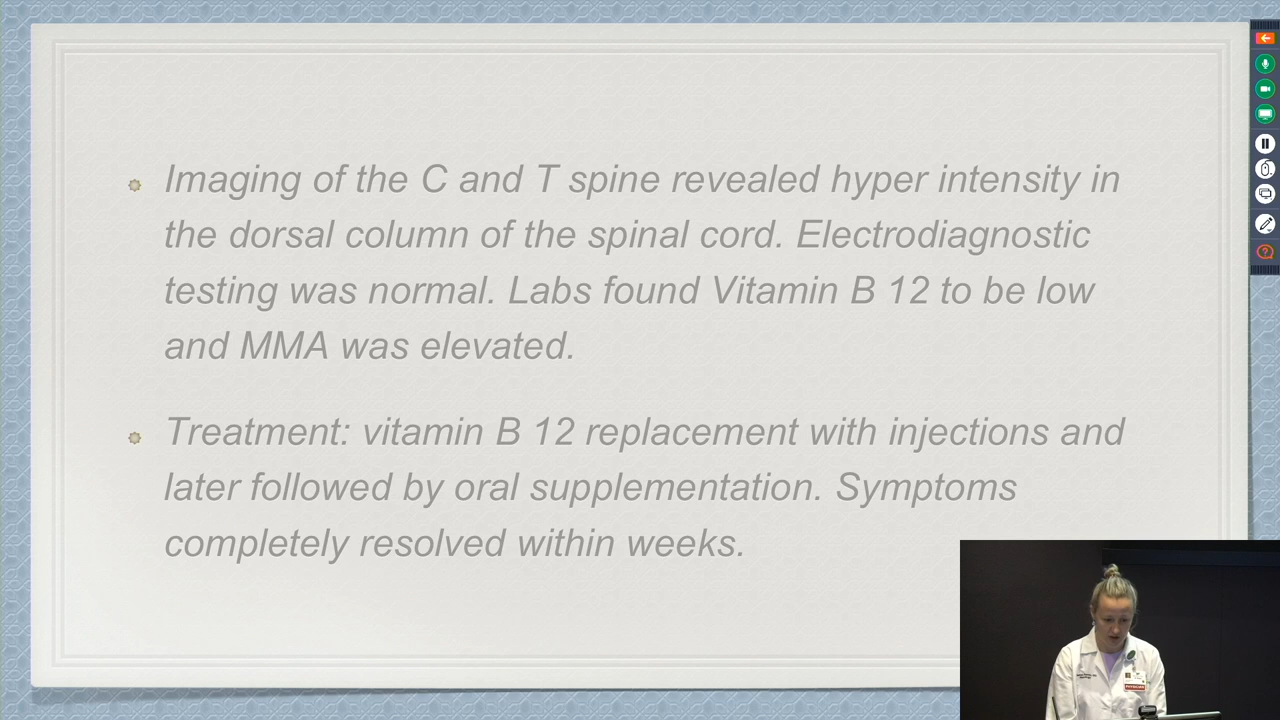 Imaging of the C and T spine revealed hyper intensity in
the dorsal column of the spinal cord. Electrodiagnostic
testing was normal. Labs found Vitamin B 12 to be low
and MMA was elevated.
Treatment: vitamin B 12 replacement with injections and
later followed by oral supplementation. Symptoms
completely resolved within weeks.
PHYSICIAN